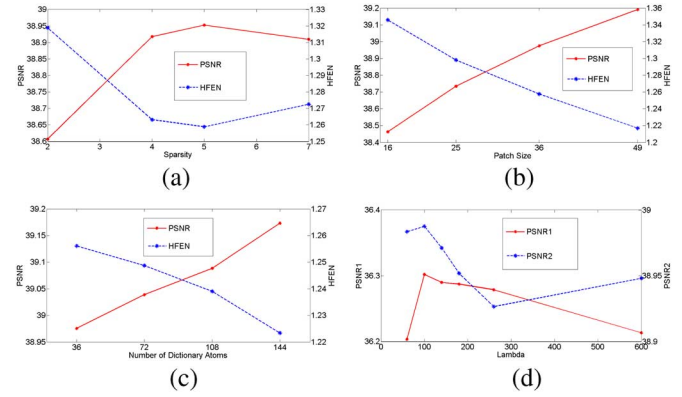 39 1.33
38.95 1.32
38.9 1.31
38.85 1.3
38.8 1.29
38.75 1.28
38.7 1.27
38.65 1.26
38.6 1.25
2 3 4 5 6 7
PSNR
HFEN
PSNR
HFEN
Sparsity
(a)
39.2 1.36
39.1 1.34
39 1.32
38.9 1.3
38.8 1.28
38.7 1.26
38.6 1.24
38.5 1.22
38.4 1.2
16 25 36 49
PSNR
HFEN
PSNR
HFEN
Patch Size
(b)
39.2 1.27
39.15 1.26
39.1 1.25
39.05 1.24
39 1.23
38.95 1.22
36 72 108 144
PSNR
HFEN
PSNR
HFEN
Number of Dictionary Atoms
(c)
36.4 39
36.3 38.95
36.2 38.9
0 100 200 300 400 500 600
PSNR1
PSNR2
PSNR1
PSNR2
Lambda
(d)